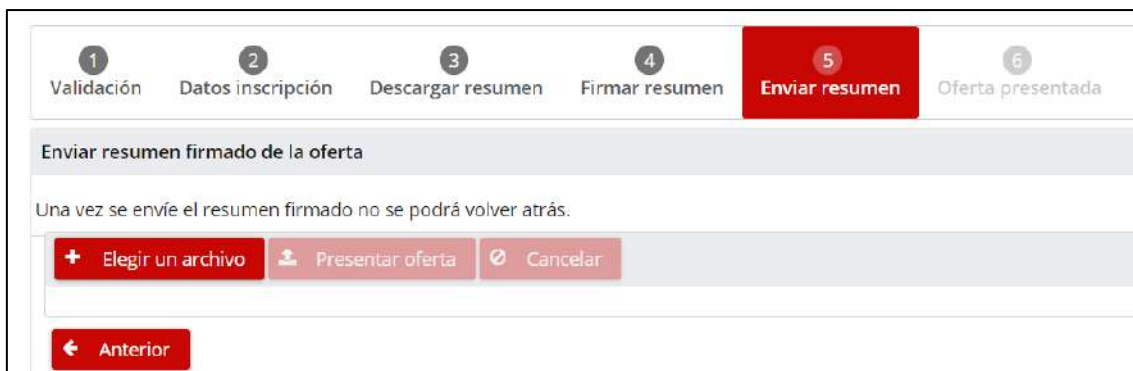 1 2 3 4 5 6
Validación Datos inscripción Descargar resumen Firmar resumen Enviar resumen Oferta presentada
Enviar resumen firmado de la oferta
Una vez se envíe el resumen firmado no se podrá volver atrás.
Elegir un archivo Presentar oferta Cancelar
Anterior